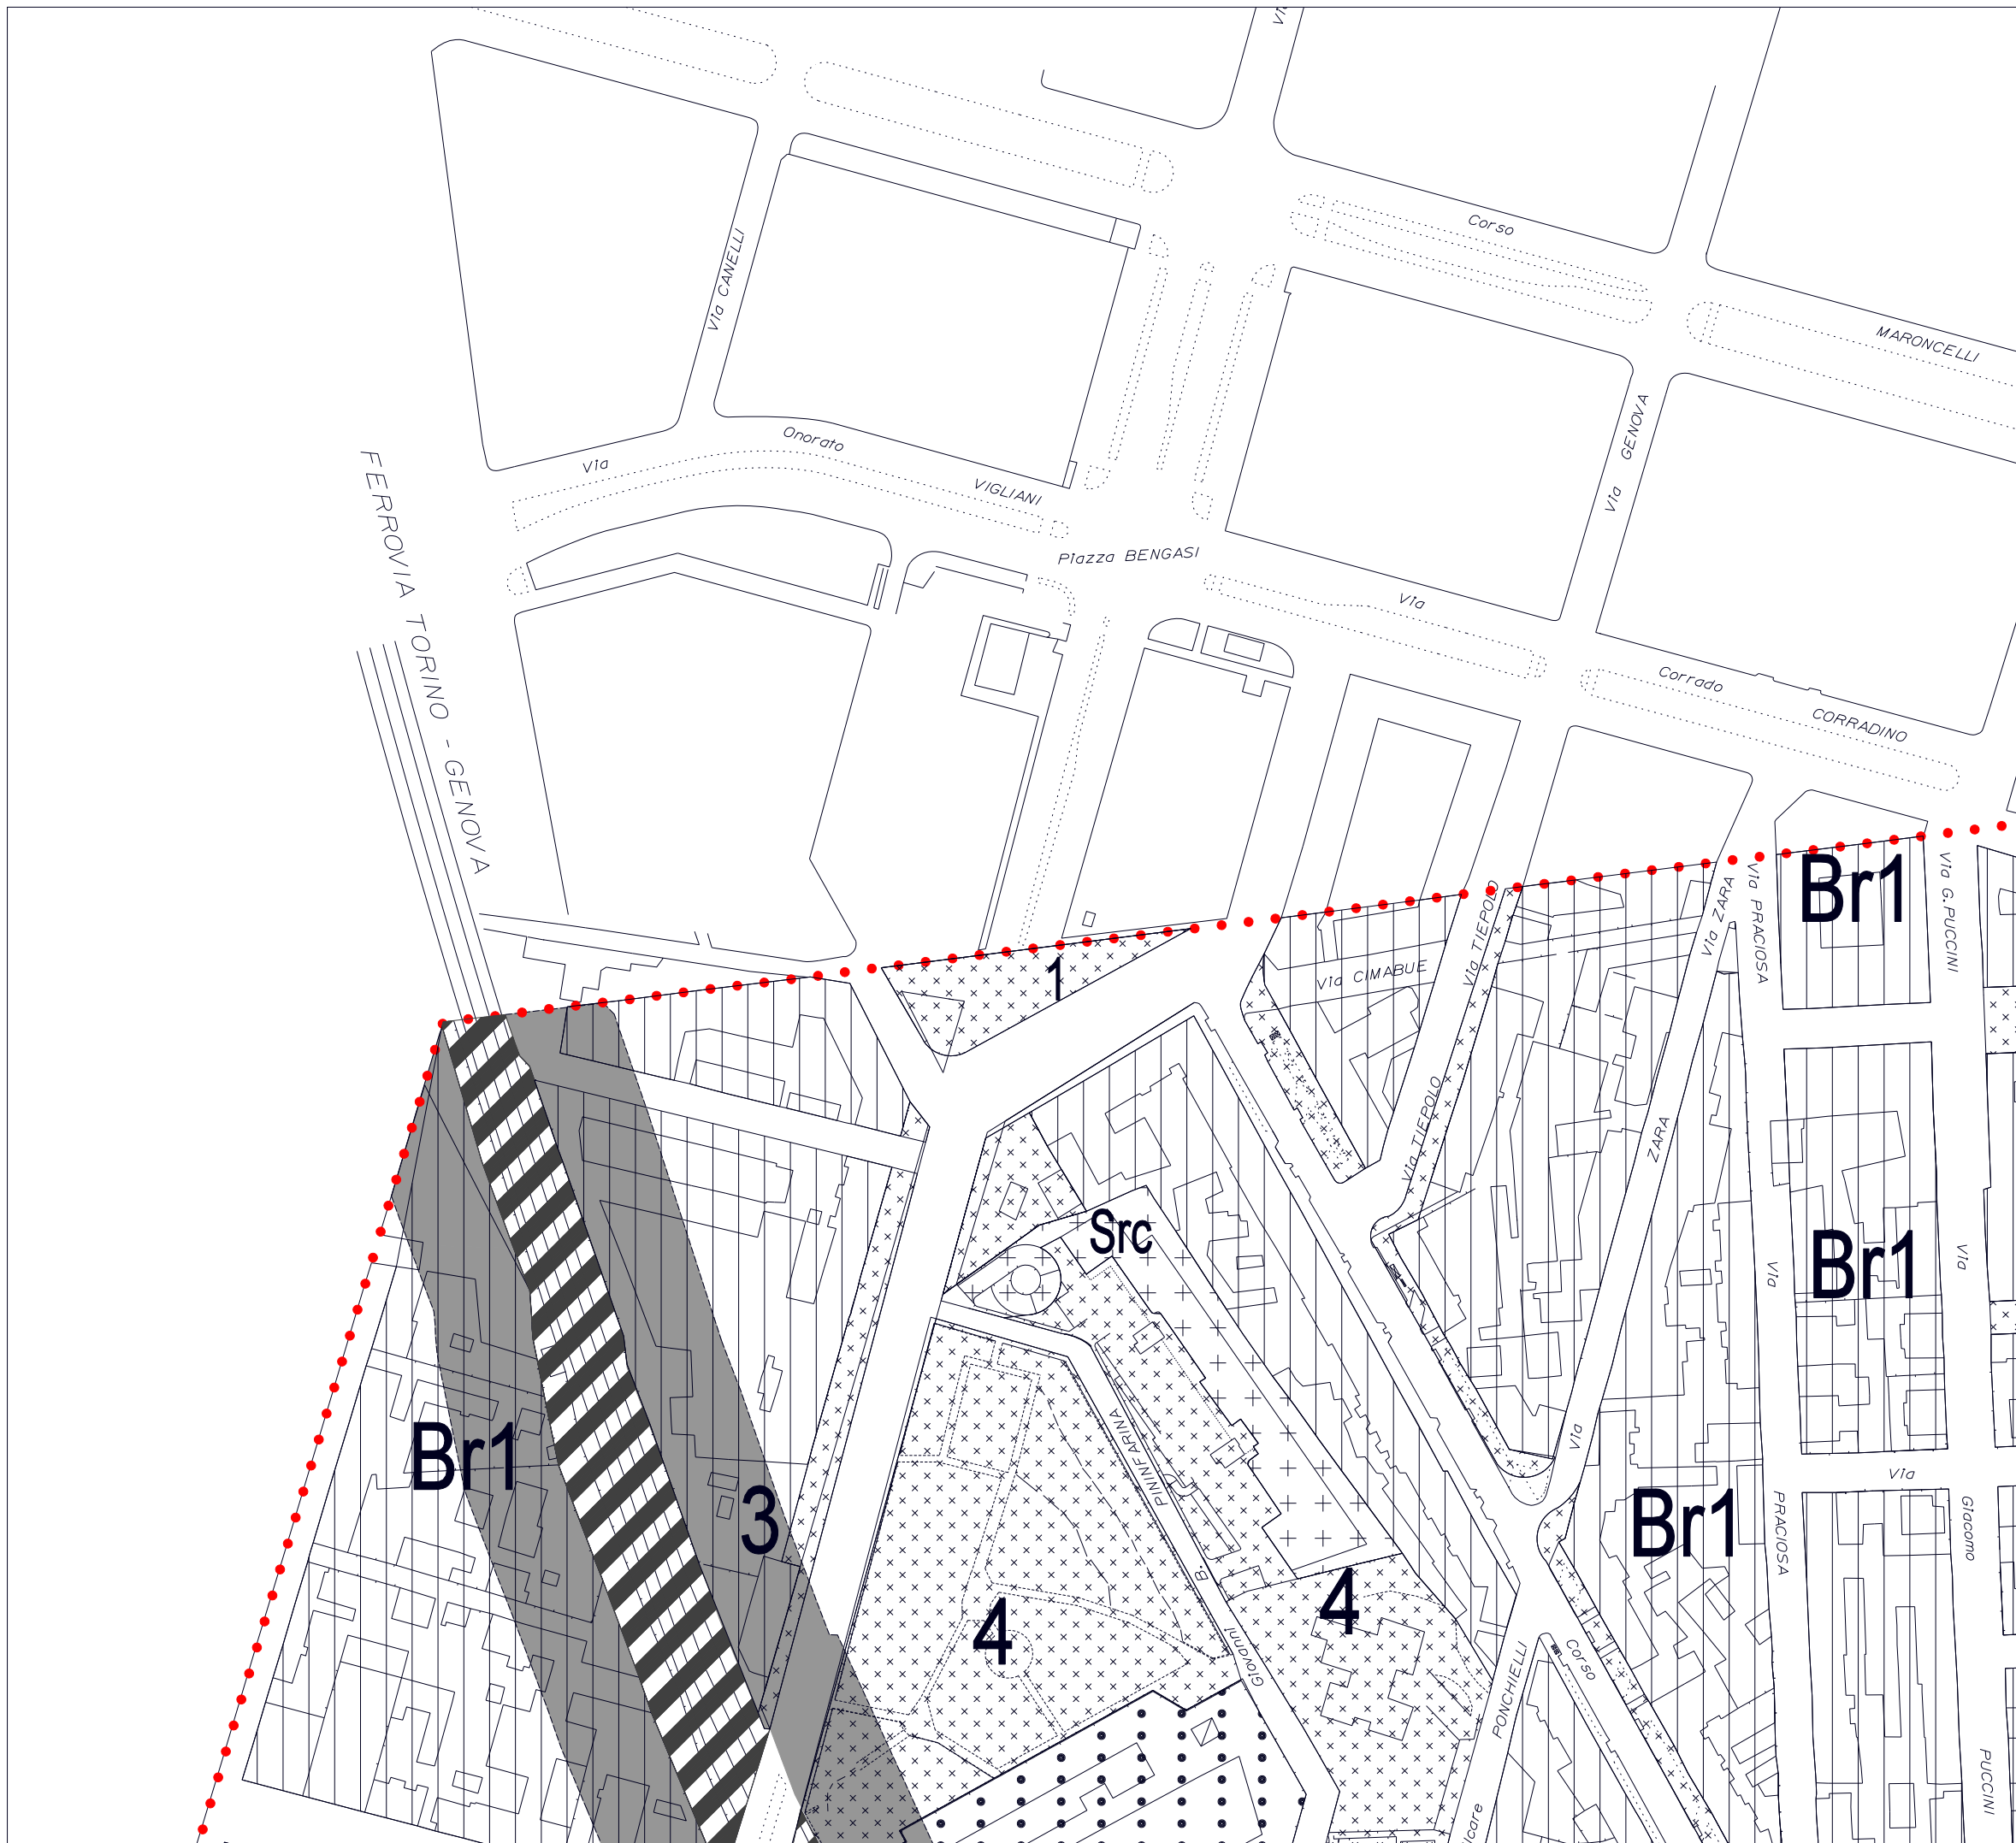 Corso
MARONCELLI
Via CANELLI
Via GENOVA
Via Onorato VIGLIANI
FERROVIA TORINO - GENOVA
Piazza BENGASI
Via Corrado CORRADINO
Br1
Via ZARA
Via PRACIOSA
Via G.PUCCINI
Via TIEPOLO
Via CIMABUE
1
Via TIEPOLO
ZARA
Via
Src
Br1
Via
Via
PININFARINA
B.
Giovanni
Br1
3
4
4
Br1
Via
PRACIOSA
Giacomo
PUCCINI
PONCHIELLI
Corso